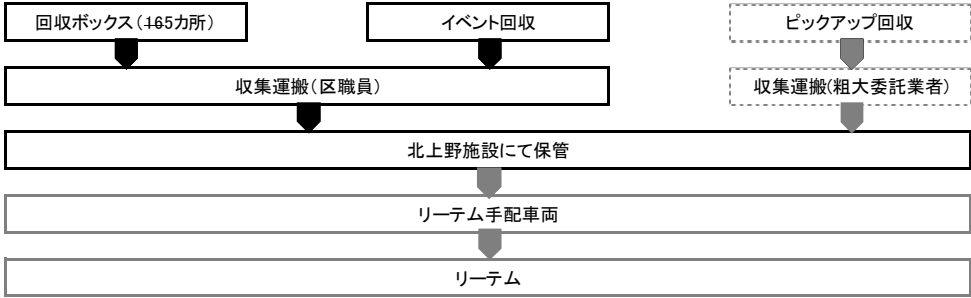 回収ボックス（165カ所）
イベント回収
ピックアップ回収
収集運搬（区職員）
収集運搬（粗大委託業者）
北上野施設にて保管
リーテム手配車両
リーテム